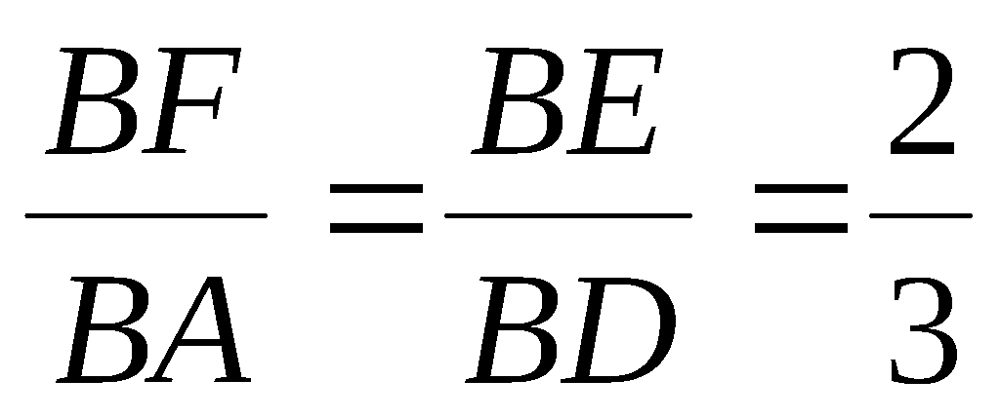 BF/BA = BE/BD = 2/3